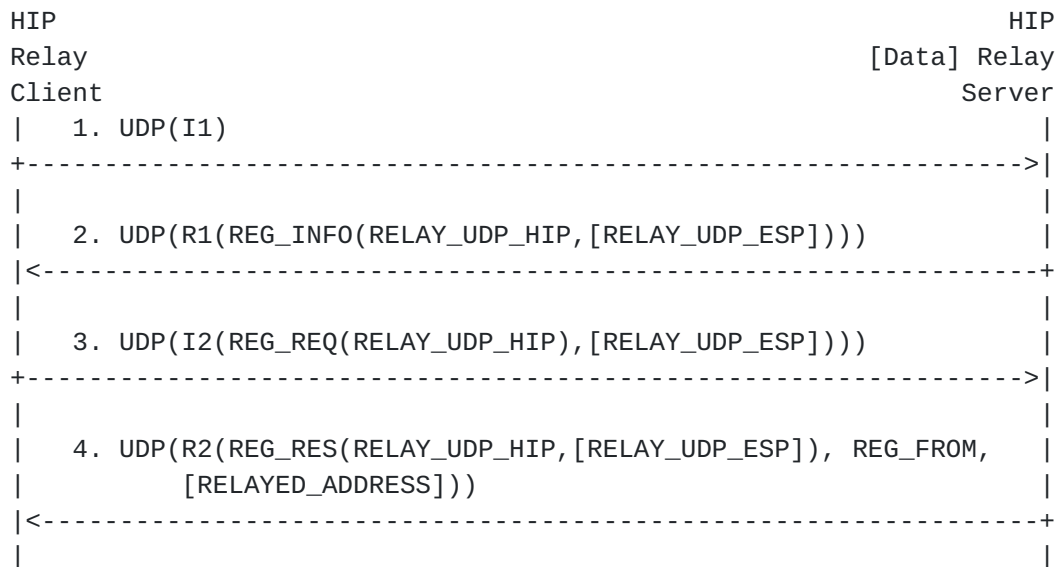 HIP                                                             HIP
Relay                                                  [Data] Relay
Client                                                       Server
|   1. UDP(I1)                                                    |
+---------------------------------------------------------------->|
|                                                                 |
|   2. UDP(R1(REG_INFO(RELAY_UDP_HIP,[RELAY_UDP_ESP])))           |
|<----------------------------------------------------------------+
|                                                                 |
|   3. UDP(I2(REG_REQ(RELAY_UDP_HIP),[RELAY_UDP_ESP])))           |
+---------------------------------------------------------------->|
|                                                                 |
|   4. UDP(R2(REG_RES(RELAY_UDP_HIP,[RELAY_UDP_ESP]), REG_FROM,   |
|          [RELAYED_ADDRESS]))                                    |
|<----------------------------------------------------------------+
|                                                                 |